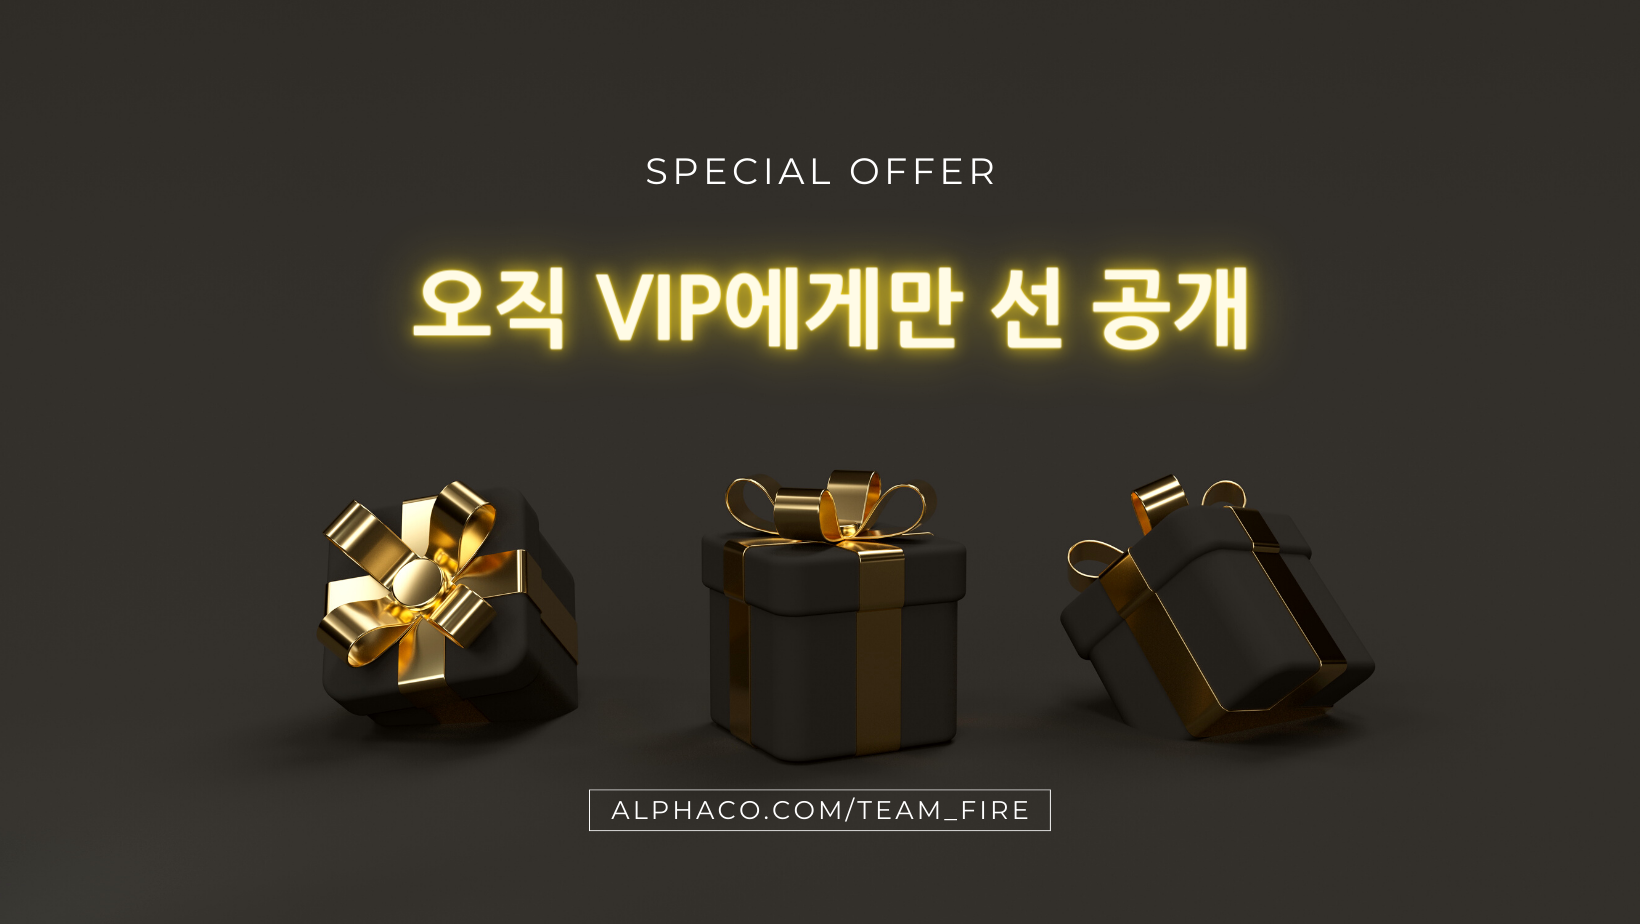 SPECIAL OFFER
오직 VIP에게만 선 공개
ALPHACO.COM/TEAM_FIRE